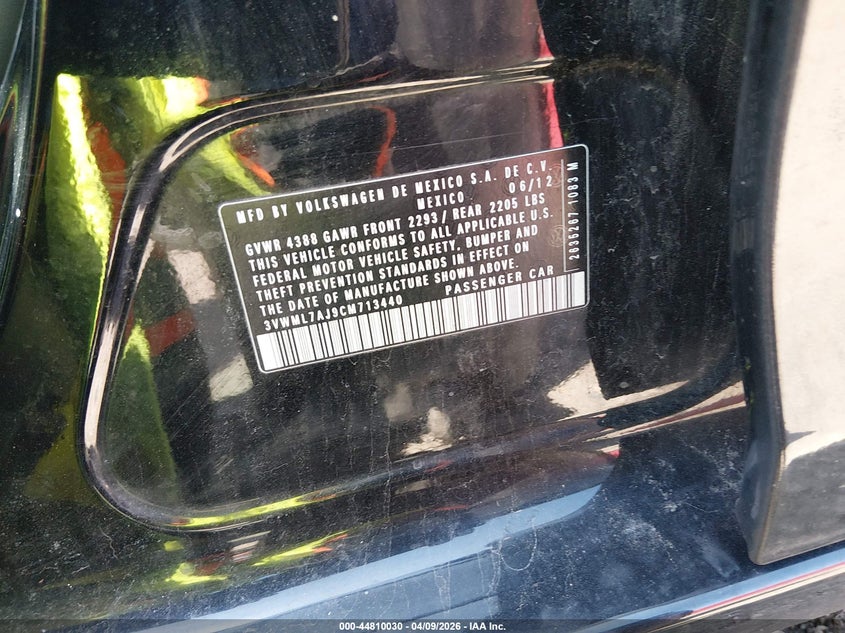 MFD BY VOLKSWAGEN DE MEXICO S.A. DE C.V.
MEXICO 06/12
GVWR 4388 GAWR FRONT 2293/ REAR 2205 LBS
THIS VEHICLE CONFORMS TO ALL APPLICABLE U.S.
FEDERAL MOTOR VEHICLE SAFETY, BUMPER AND
THEFT PREVENTION STANDARDS IN EFFECT ON
THE DATE OF MANUFACTURE SHOWN ABOVE.
3VWML7AJ9CM713440 PASSENGER CAR
2635267 1083 M
000-44810030 - 04/09/2026 - IAA Inc.